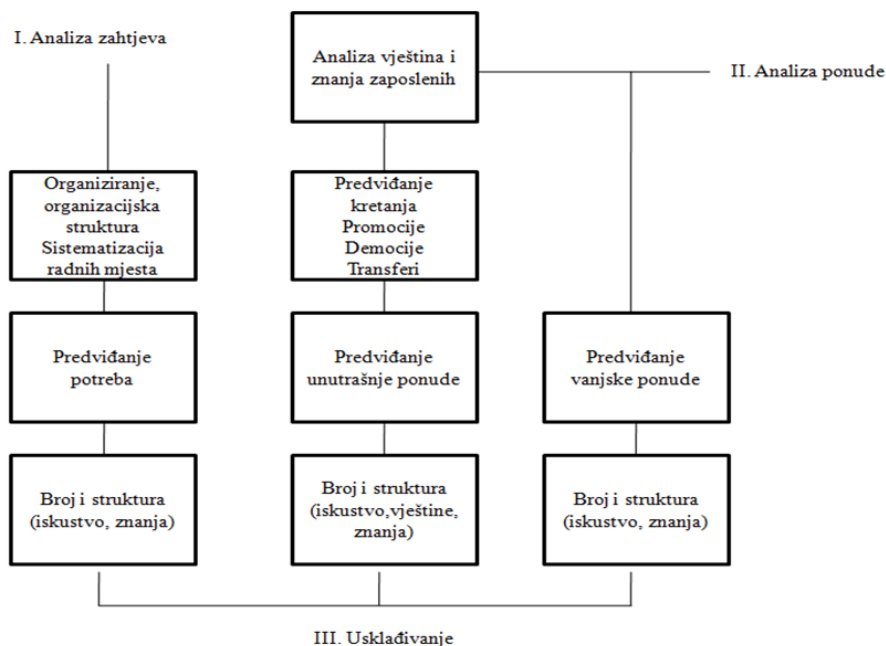 I. Analiza zahtjeva
Analiza vještina i
znanja zaposlenih
II. Analiza ponude
Organiziranje,
organizacijska
struktura
Sistematizacija
radnih mjesta
Predviđanje
kretanja
Promocije
Democije
Transferi
Predviđanje
potreba
Predviđanje
unutrašnje ponude
Predviđanje
vanjske ponude
Broj i struktura
(iskustvo, znanja)
Broj i struktura
(iskustvo,vještine,
znanja)
Broj i struktura
(iskustvo, znanja)
III. Usklađivanje